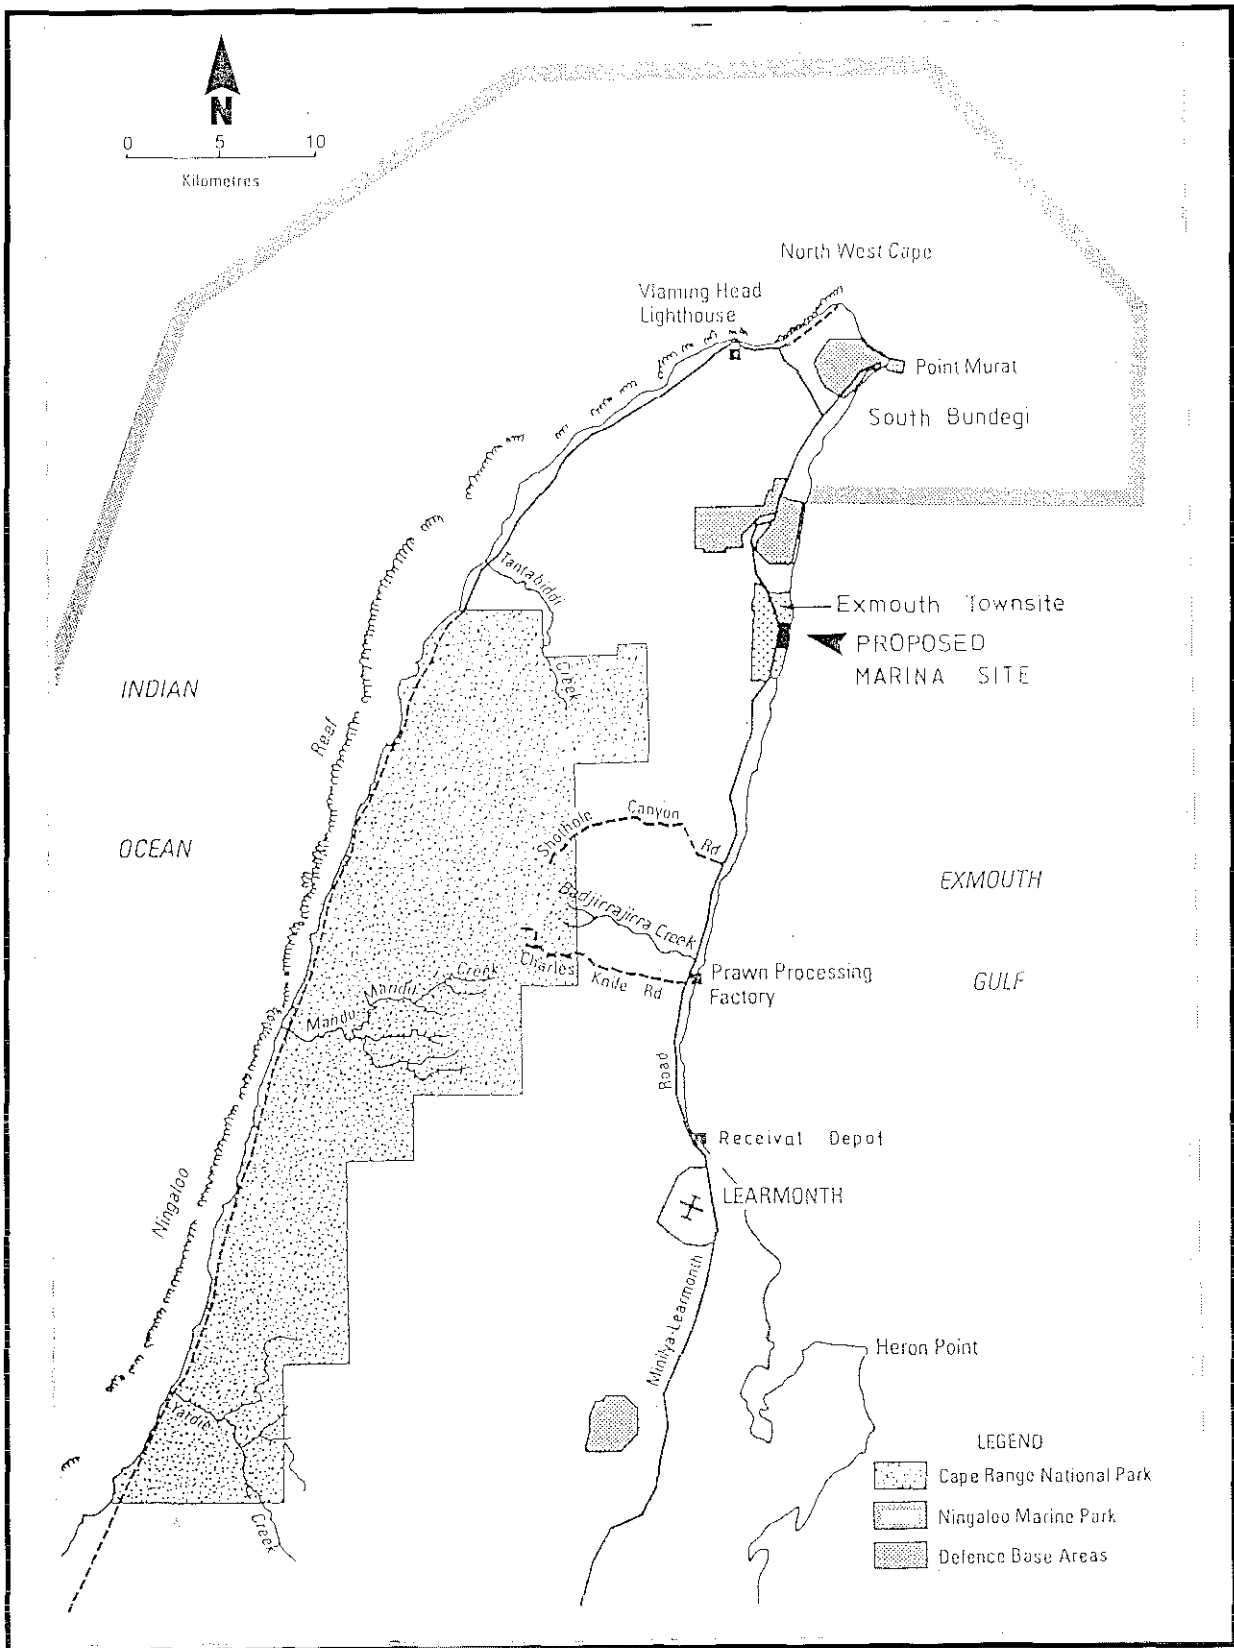 N
0 5 10
Kilometres
North West Cape
Vlaming Head
Lighthouse
Point Murat
South Bundegi
Tantabiddi
Creek
Exmouth Townsite
PROPOSED
MARINA SITE
INDIAN
OCEAN
Reef
Shothole Canyon Rd
EXMOUTH
GULF
Badjirrajirra Creek
Charles Knife Rd
Prawn Processing
Factory
Mandu Mandu Creek
Road
Receival Depot
LEARMONTH
Ningaloo
Minilya-Learmonth
Heron Point
Yardie
Creek
LEGEND
Cape Range National Park
Ningaloo Marine Park
Defence Base Areas